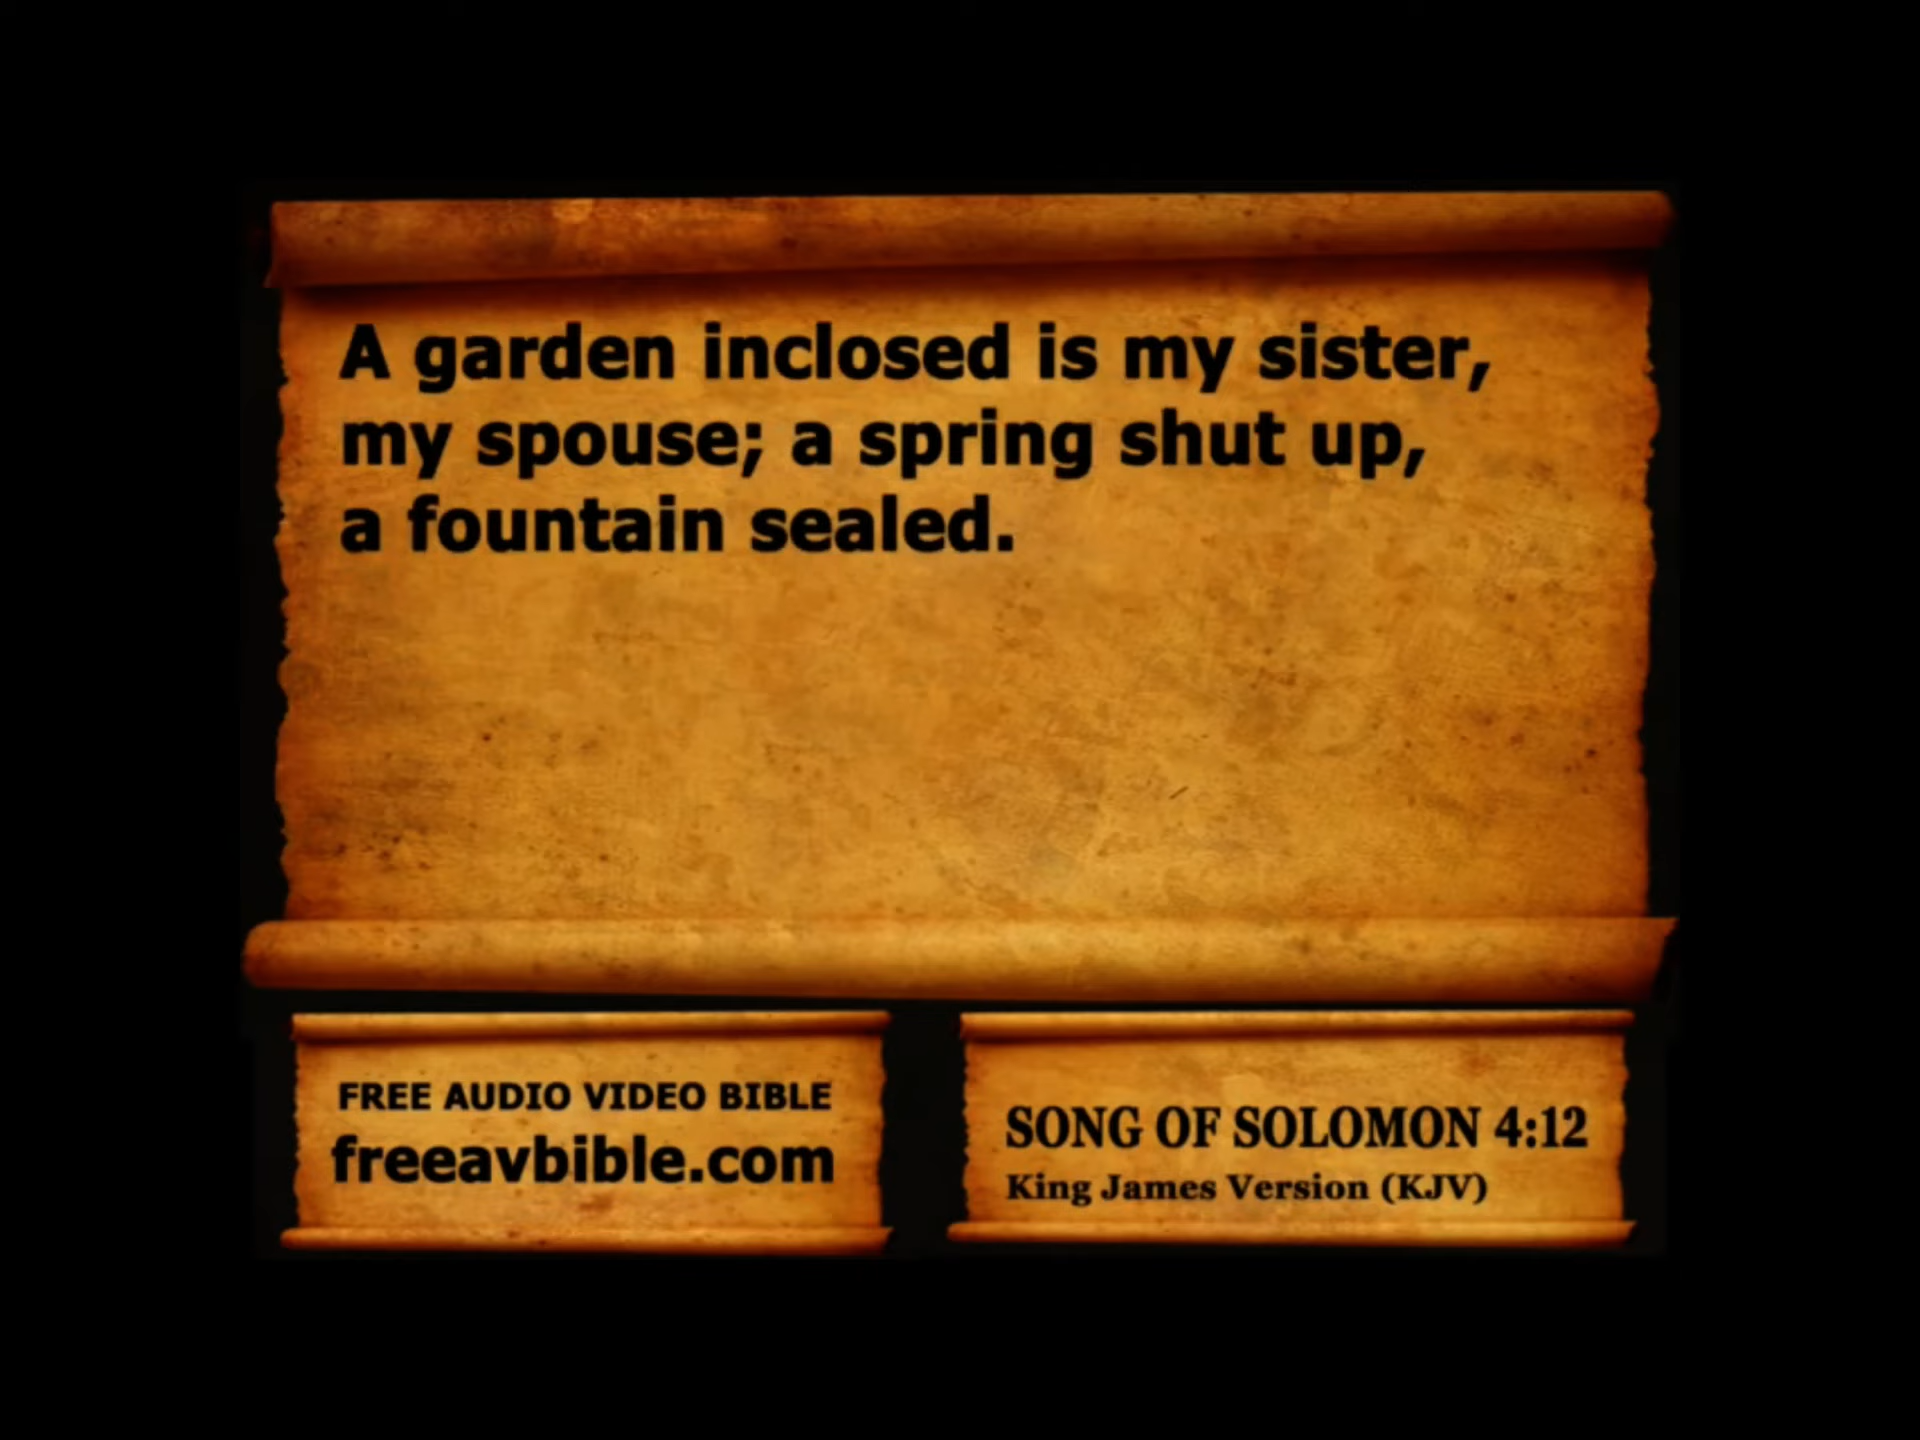 A garden inclosed is my sister,
my spouse; a spring shut up,
a fountain sealed.
FREE AUDIO VIDEO BIBLE
freeavbible.com
SONG OF SOLOMON 4:12
King James Version (KJV)